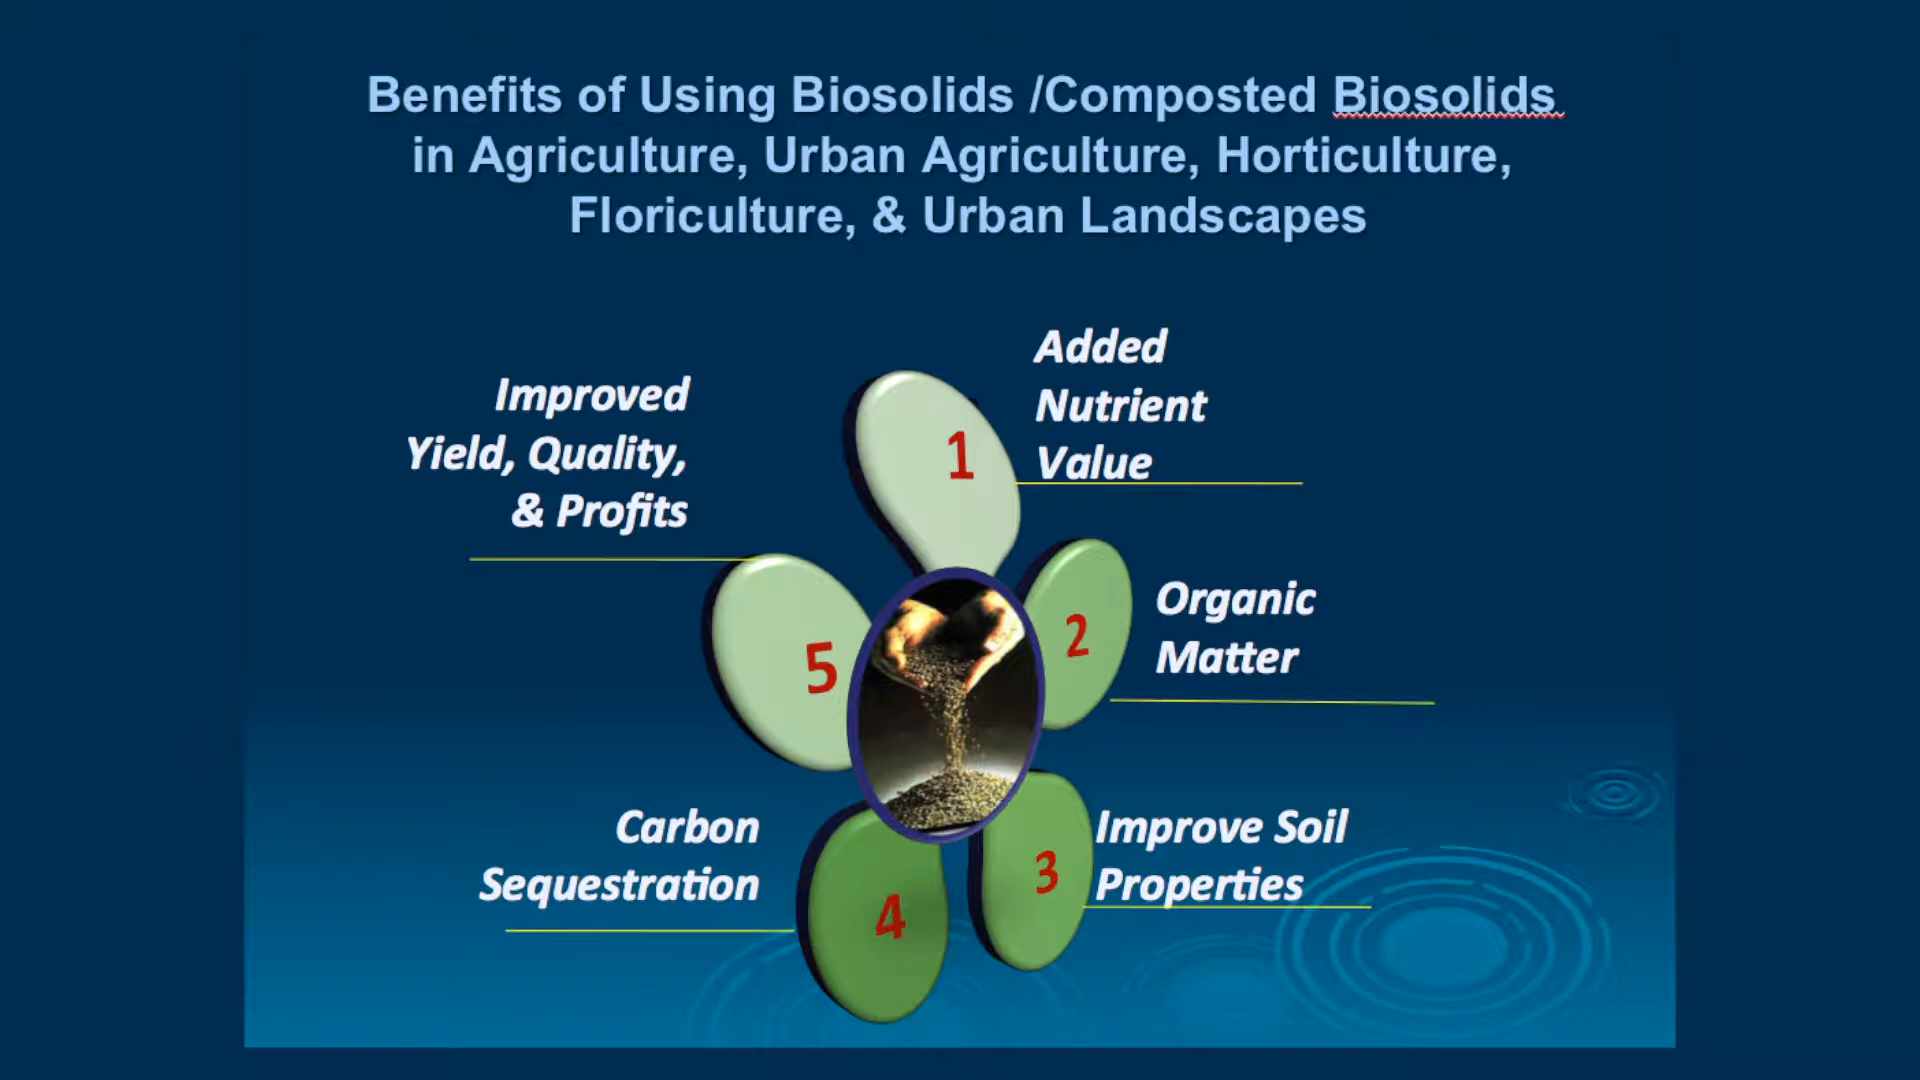 Benefits of Using Biosolids /Composted Biosolids
in Agriculture, Urban Agriculture, Horticulture,
Floriculture, & Urban Landscapes
1
Added
Nutrient
Value
2
Organic
Matter
3
Improve Soil
Properties
4
Carbon
Sequestration
5
Improved
Yield, Quality,
& Profits